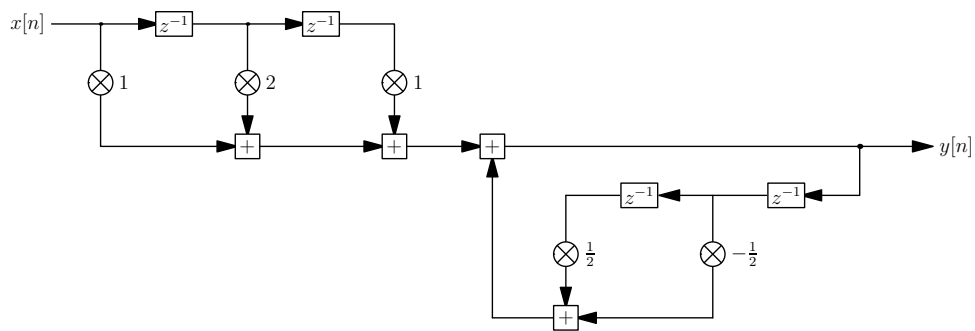 x[n] z⁻¹ z⁻¹
1 2 1
+ + + y[n]
z⁻¹ z⁻¹
1/2 −1/2
+